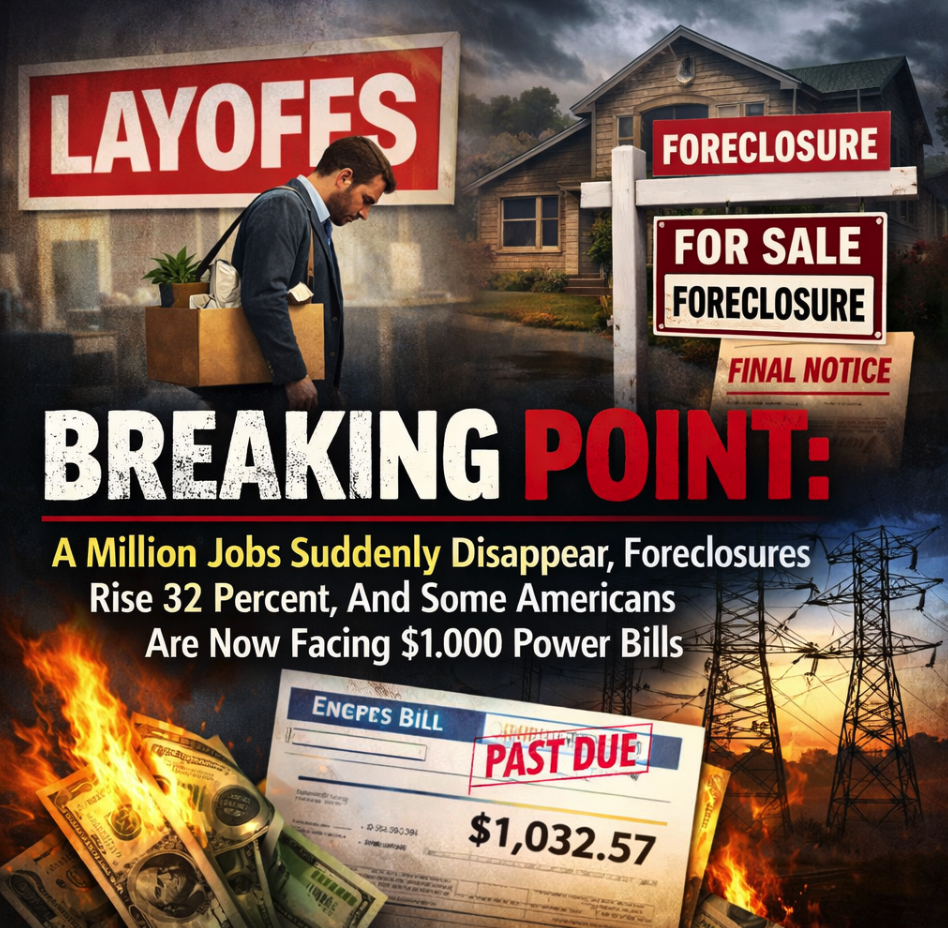 LAYOFFS
FORECLOSURE
FOR SALE
FORECLOSURE
FINAL NOTICE
BREAKING POINT:
A Million Jobs Suddenly Disappear, Foreclosures
Rise 32 Percent, And Some Americans
Are Now Facing $1.000 Power Bills
ENCPES BILL
PAST DUE
$1,032.57